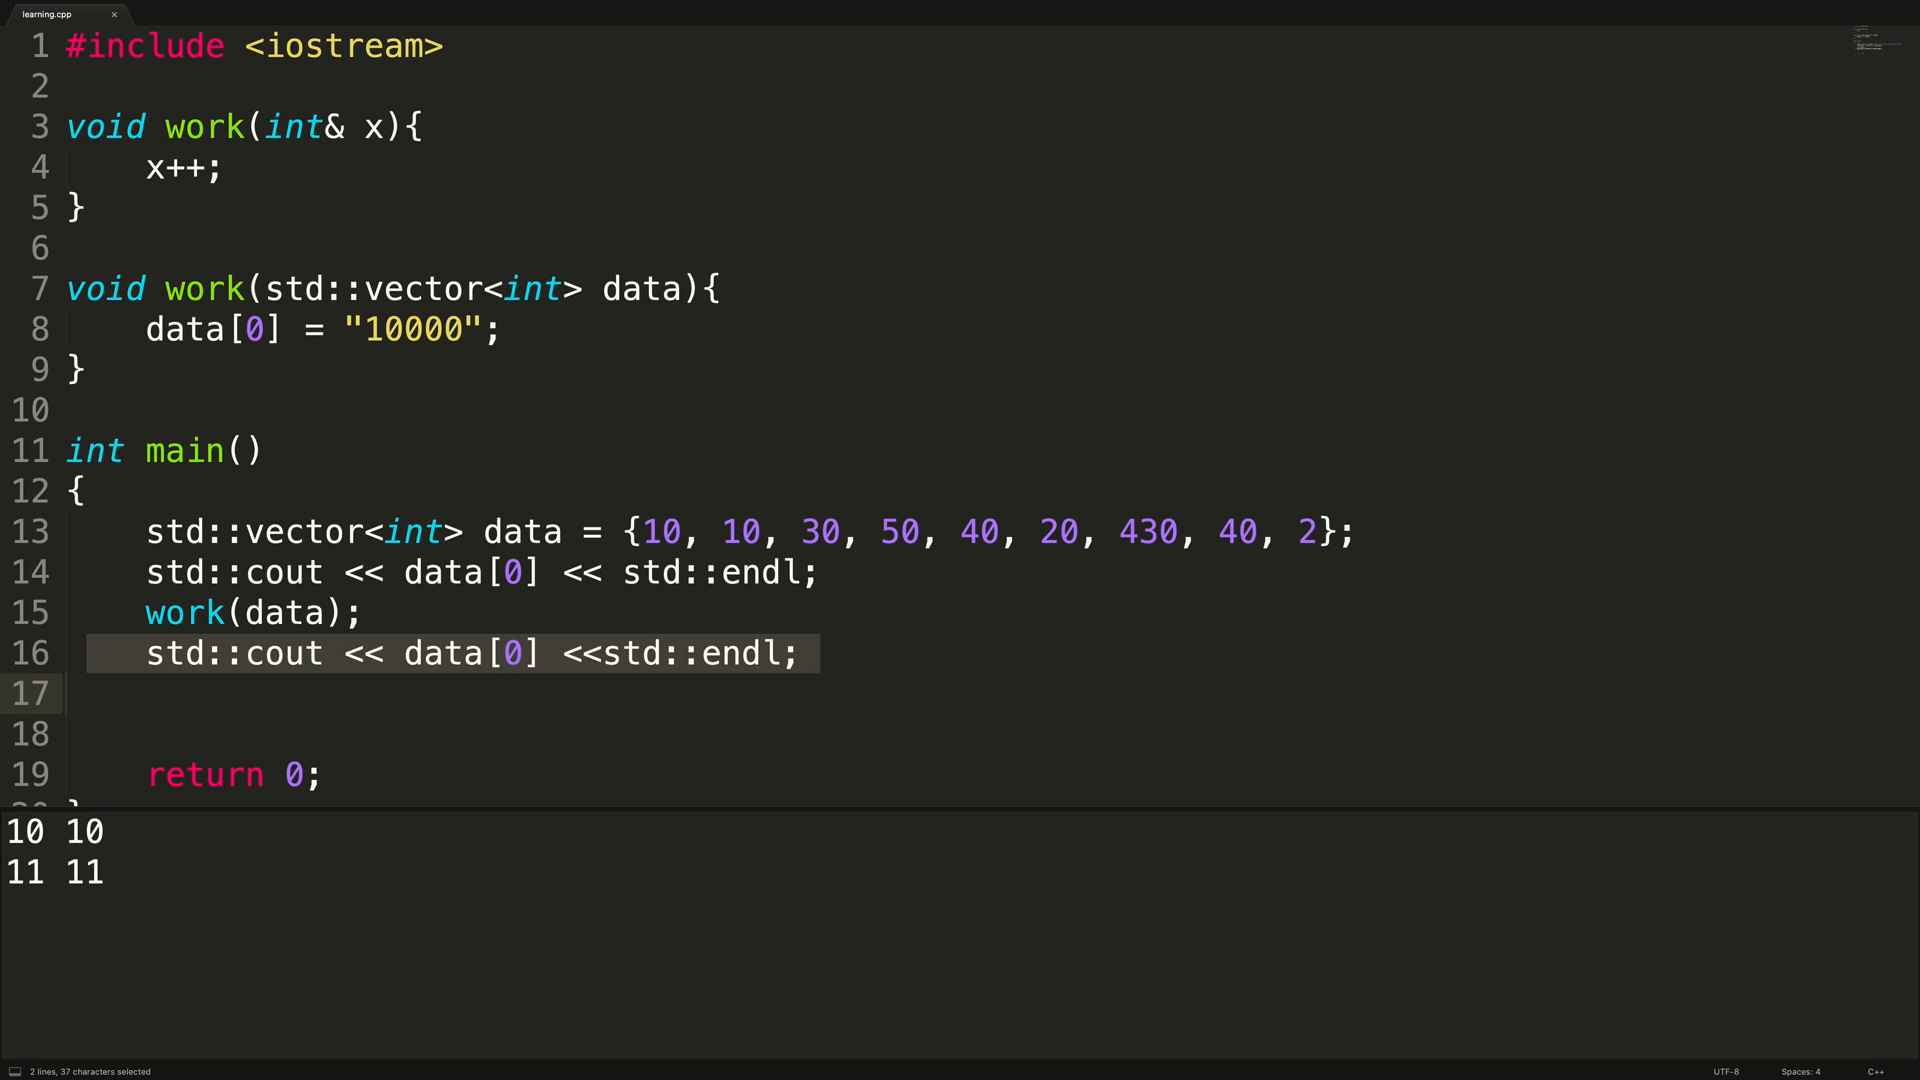 learning.cpp ×
1 #include <iostream>
2
3 void work(int& x){
4     x++;
5 }
6
7 void work(std::vector<int> data){
8     data[0] = "10000";
9 }
10
11 int main()
12 {
13     std::vector<int> data = {10, 10, 30, 50, 40, 20, 430, 40, 2};
14     std::cout << data[0] << std::endl;
15     work(data);
16     std::cout << data[0] <<std::endl;
17
18
19     return 0;
20 }
10 10
11 11
2 lines, 37 characters selected UTF-8 Spaces: 4 C++